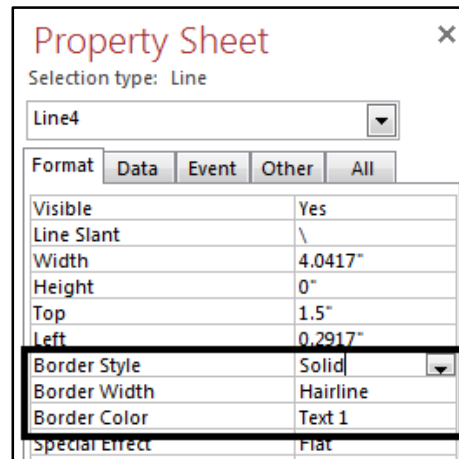 Property Sheet
Selection type: Line
Line4
Format Data Event Other All
Visible Yes
Line Slant \
Width 4.0417"
Height 0"
Top 1.5"
Left 0.2917"
Border Style Solid
Border Width Hairline
Border Color Text 1
Special Effect Flat